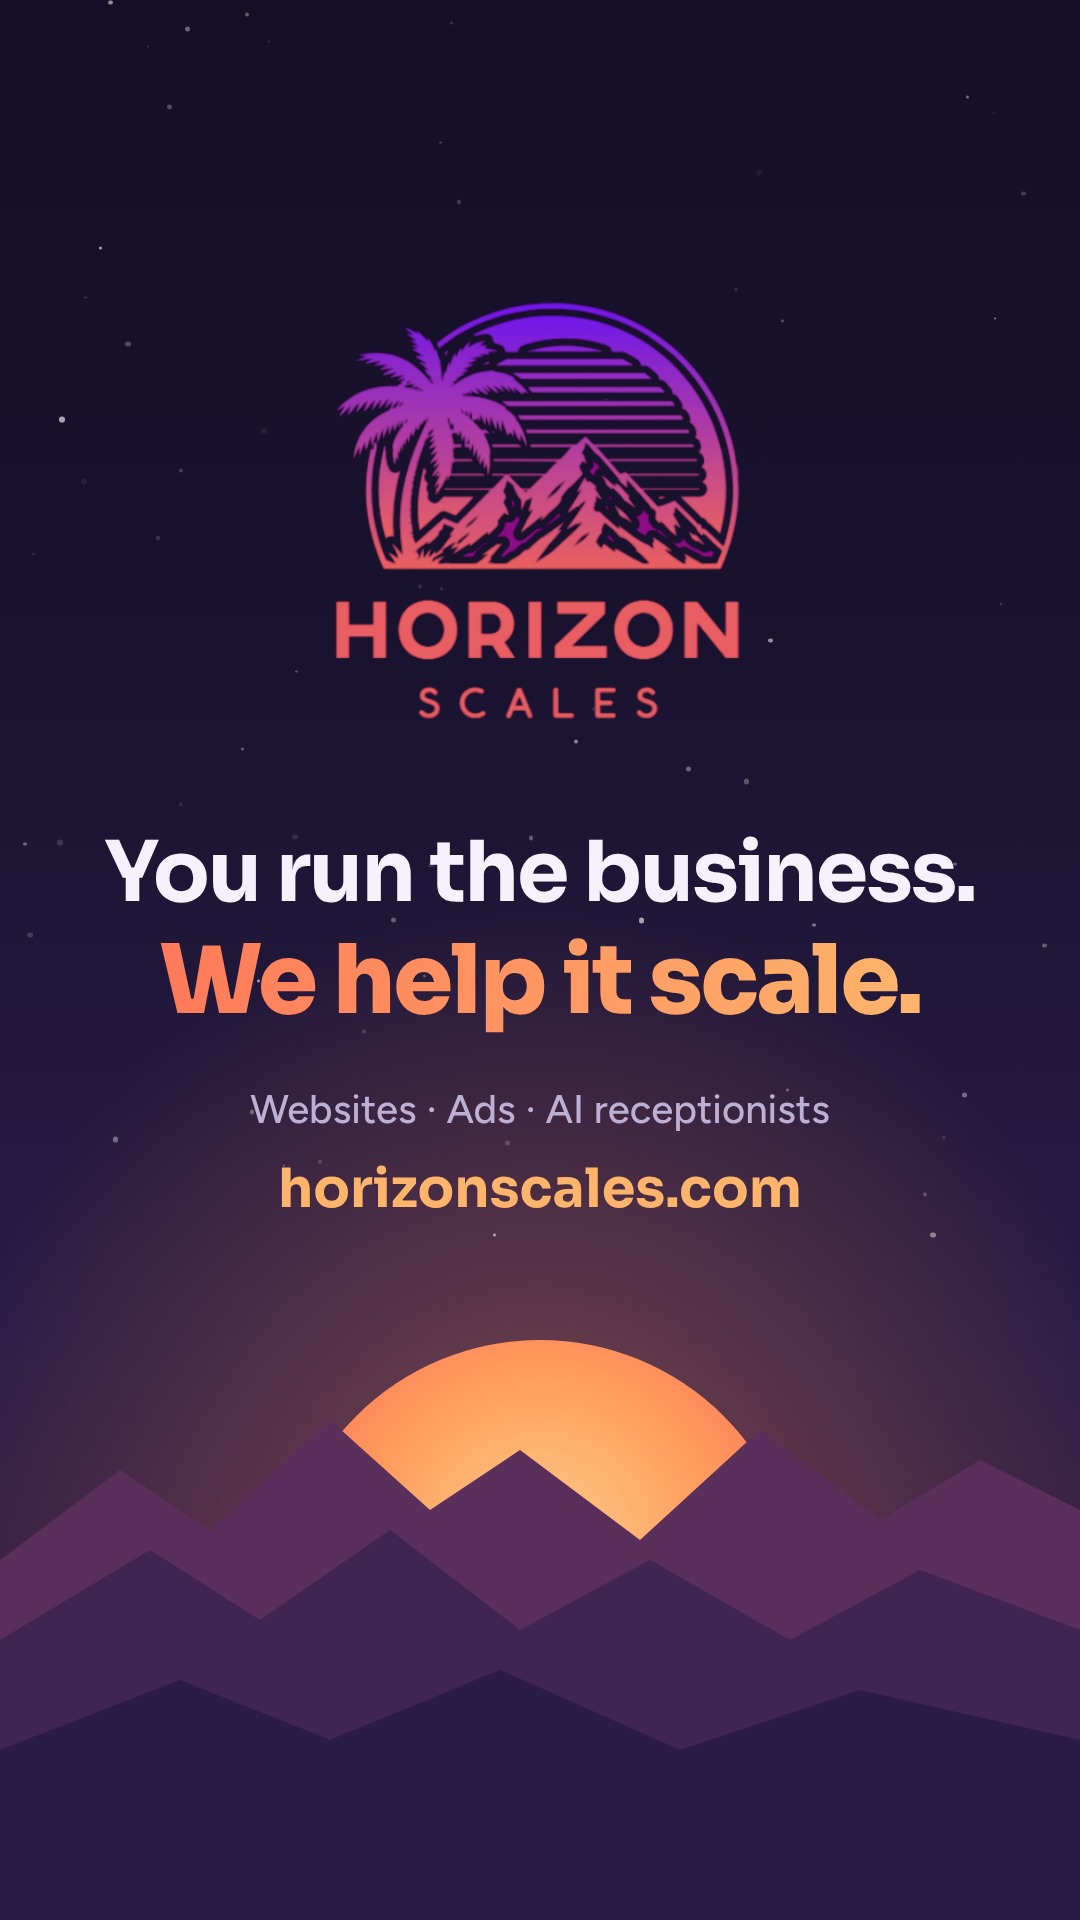 HORIZON
SCALES
You run the business.
We help it scale.
Websites · Ads · AI receptionists
horizonscales.com